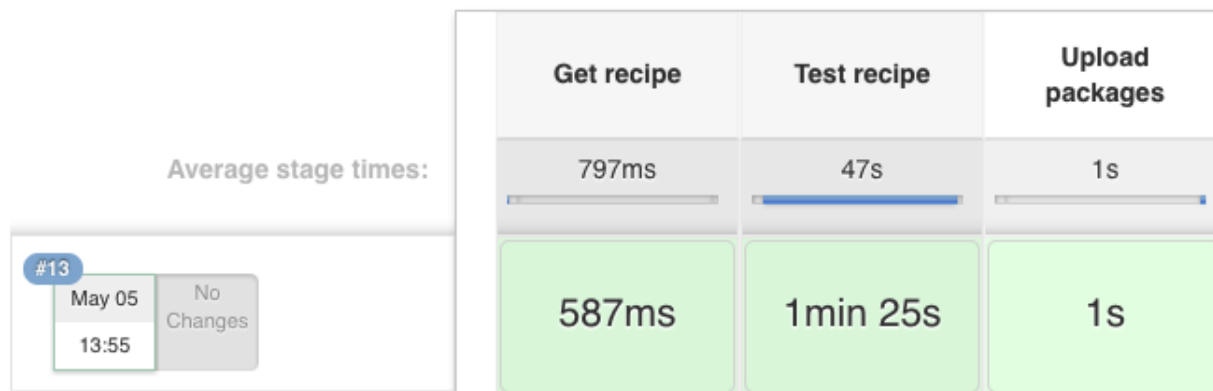 Get recipe
Test recipe
Upload
packages
Average stage times:
797ms
47s
1s
#13
May 05
13:55
No
Changes
587ms
1min 25s
1s